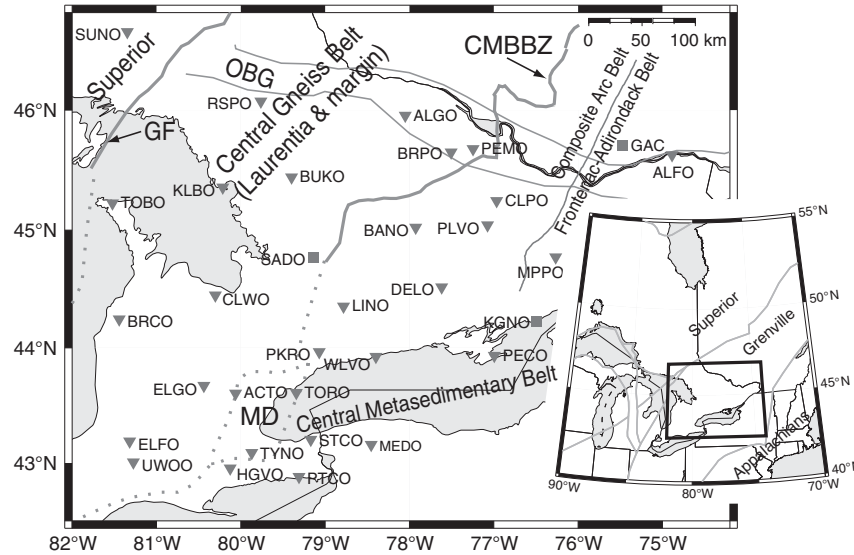 SUNO
Superior
GF
OBG
RSPO
Central Gneiss Belt
(Laurentia & margin)
CMBBZ
0 50 100 km
Composite Arc Belt
Frontenac-Adirondack Belt
ALGO
BRPO
PEMO
GAC
ALFO
KLBO
BUKO
TOBO
CLPO
BANO
PLVO
SADO
MPPO
CLWO
DELO
LINO
BRCO
KGNO
PKRO
WLVO
PECO
ELGO
ACTO
TORO
MD
Central Metasedimentary Belt
STCO
MEDO
ELFO
TYNO
UWOO
HGVO
RTCO
46°N
45°N
44°N
43°N
82°W 81°W 80°W 79°W 78°W 77°W 76°W 75°W
55°N
50°N
45°N
40°N
Superior
Grenville
Appalachians
90°W 80°W 70°W